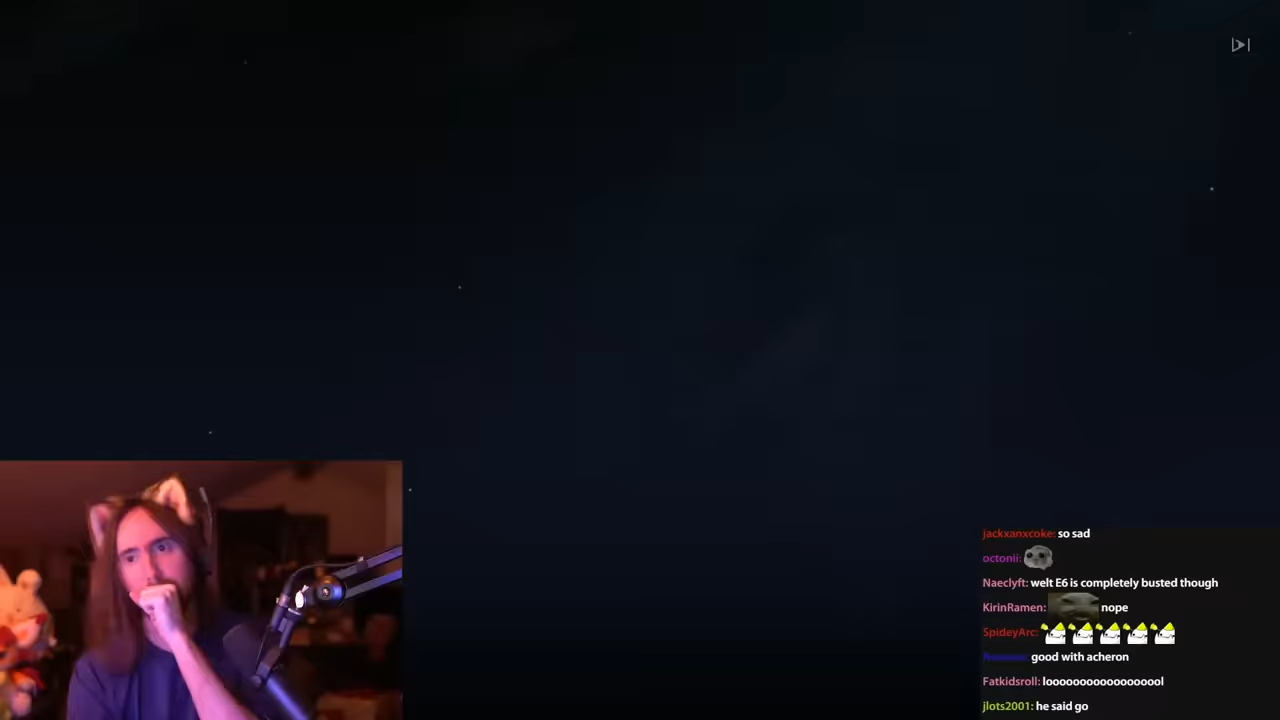 jackxanxcoke: so sad
octonii:
Naeclyft: welt E6 is completely busted though
KirinRamen: nope
SpideyArc:
good with acheron
Fatkidsroll: looooooooooooooooool
jlots2001: he said go